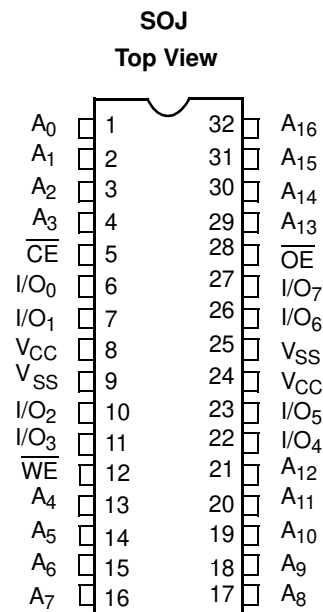 SOJ
Top View
A0 1 32 A16
A1 2 31 A15
A2 3 30 A14
A3 4 29 A13
C̅E̅ 5 28 O̅E̅
I/O0 6 27 I/O7
I/O1 7 26 I/O6
VCC 8 25 VSS
VSS 9 24 VCC
I/O2 10 23 I/O5
I/O3 11 22 I/O4
W̅E̅ 12 21 A12
A4 13 20 A11
A5 14 19 A10
A6 15 18 A9
A7 16 17 A8